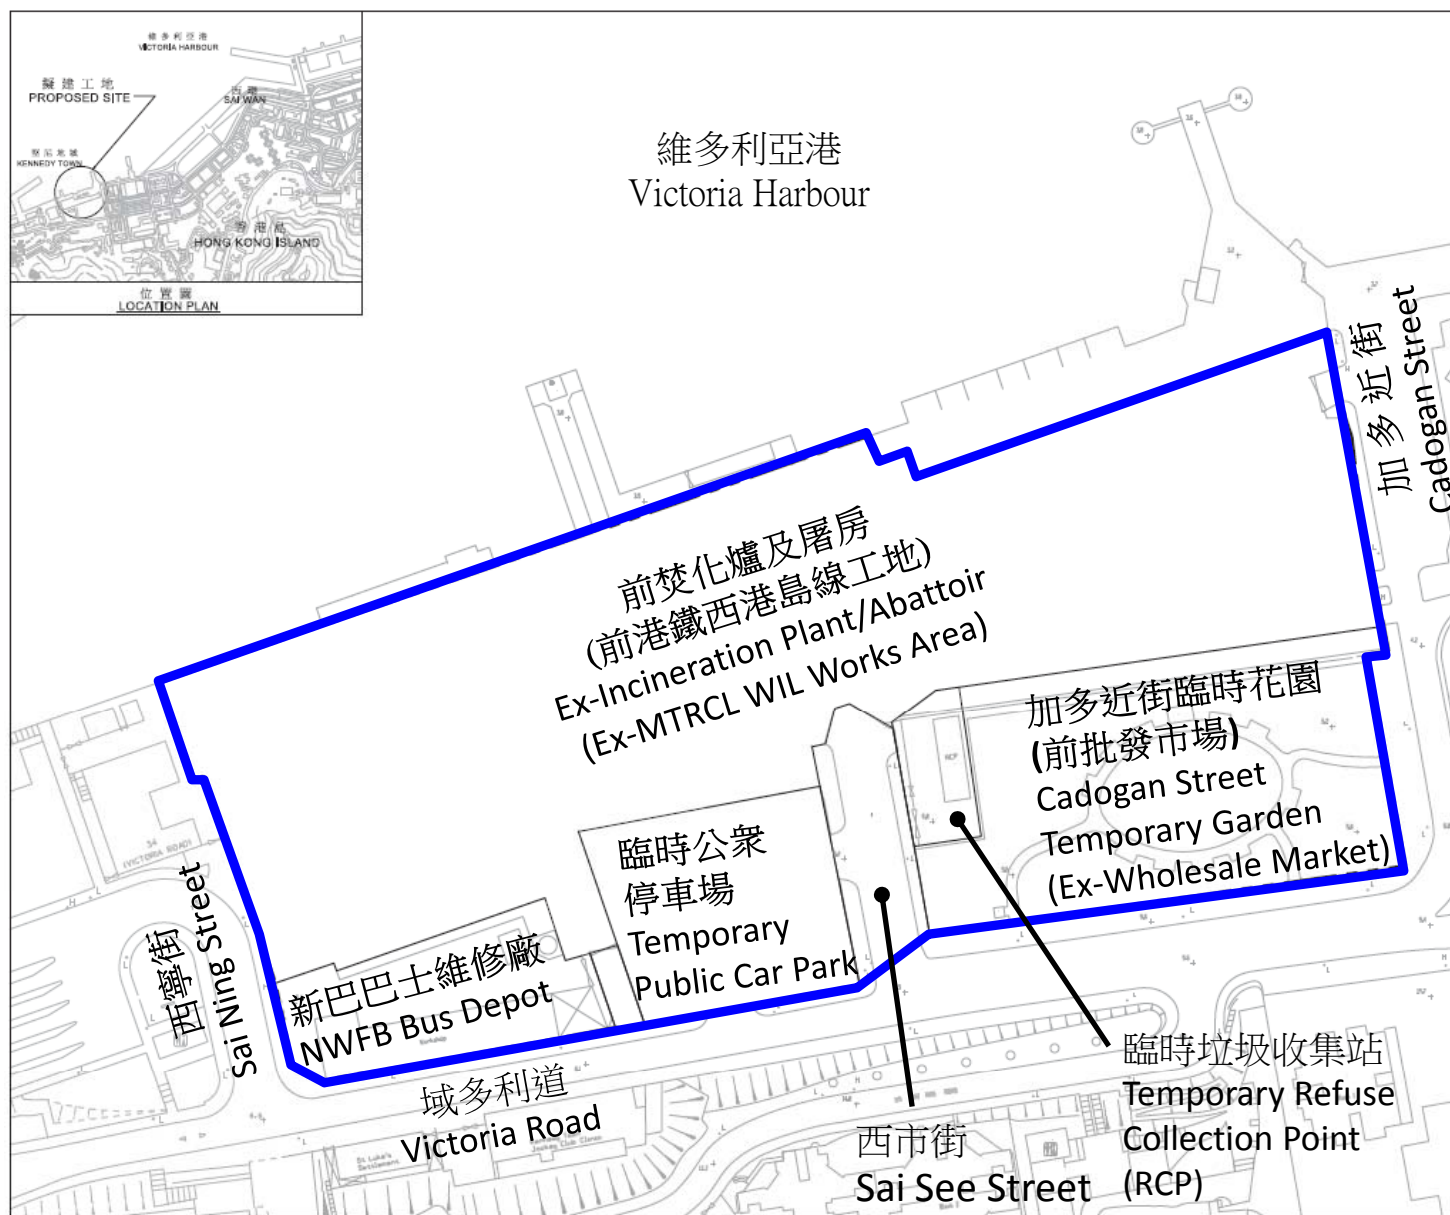 維多利亞港
VICTORIA HARBOUR
擬建工地
PROPOSED SITE
西環
SAI WAN
堅尼地城
KENNEDY TOWN
香港島
HONG KONG ISLAND
位置圖
LOCATION PLAN
維多利亞港
Victoria Harbour
加多近街
Cadogan Street
前焚化爐及屠房
(前港鐵西港島線工地)
Ex-Incineration Plant/Abattoir
(Ex-MTRCL WIL Works Area)
加多近街臨時花園
(前批發市場)
Cadogan Street
Temporary Garden
(Ex-Wholesale Market)
RCP
臨時公眾
停車場
Temporary
Public Car Park
新巴巴士維修廠
NWFB Bus Depot
西寧街
Sai Ning Street
(VICTORIA ROAD)
域多利道
Victoria Road
St Luke's
Settlement
西市街
Sai See Street
臨時垃圾收集站
Temporary Refuse
Collection Point
(RCP)